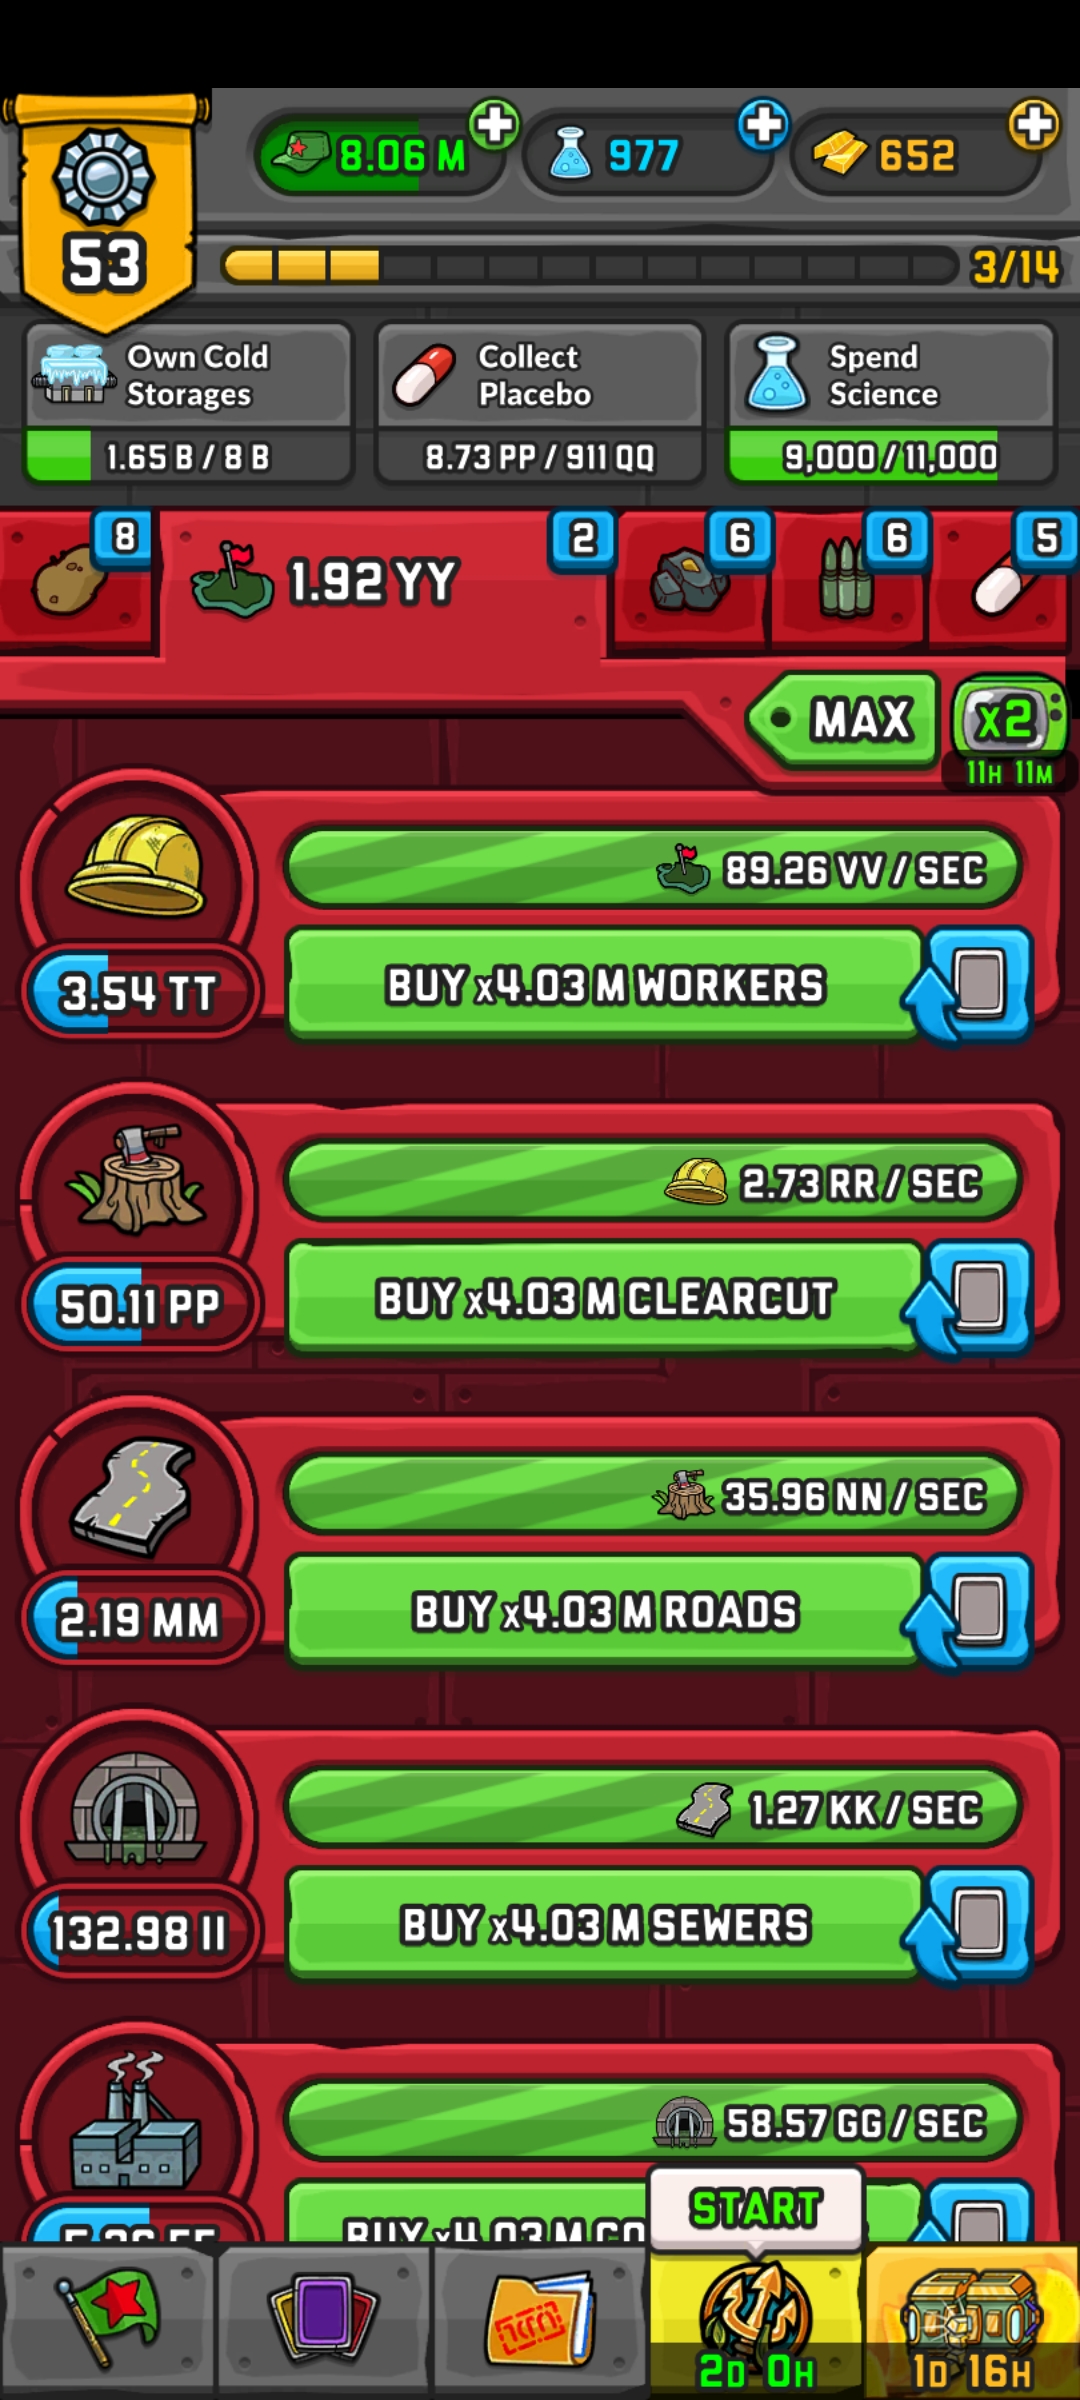 8.06 M
977
652
53
3/14
Own Cold
Storages
1.65 B / 8 B
Collect
Placebo
8.73 PP / 911 QQ
Spend
Science
9,000 / 11,000
8
1.92 YY
2
6
6
5
MAX
x2
11H 11M
89.26 VV / SEC
3.54 TT
BUY x4.03 M WORKERS
2.73 RR / SEC
50.11 PP
BUY x4.03 M CLEARCUT
35.96 NN / SEC
2.19 MM
BUY x4.03 M ROADS
1.27 KK / SEC
132.98 II
BUY x4.03 M SEWERS
58.57 GG / SEC
BUY x4.03 M
START
2D 0H
1D 16H